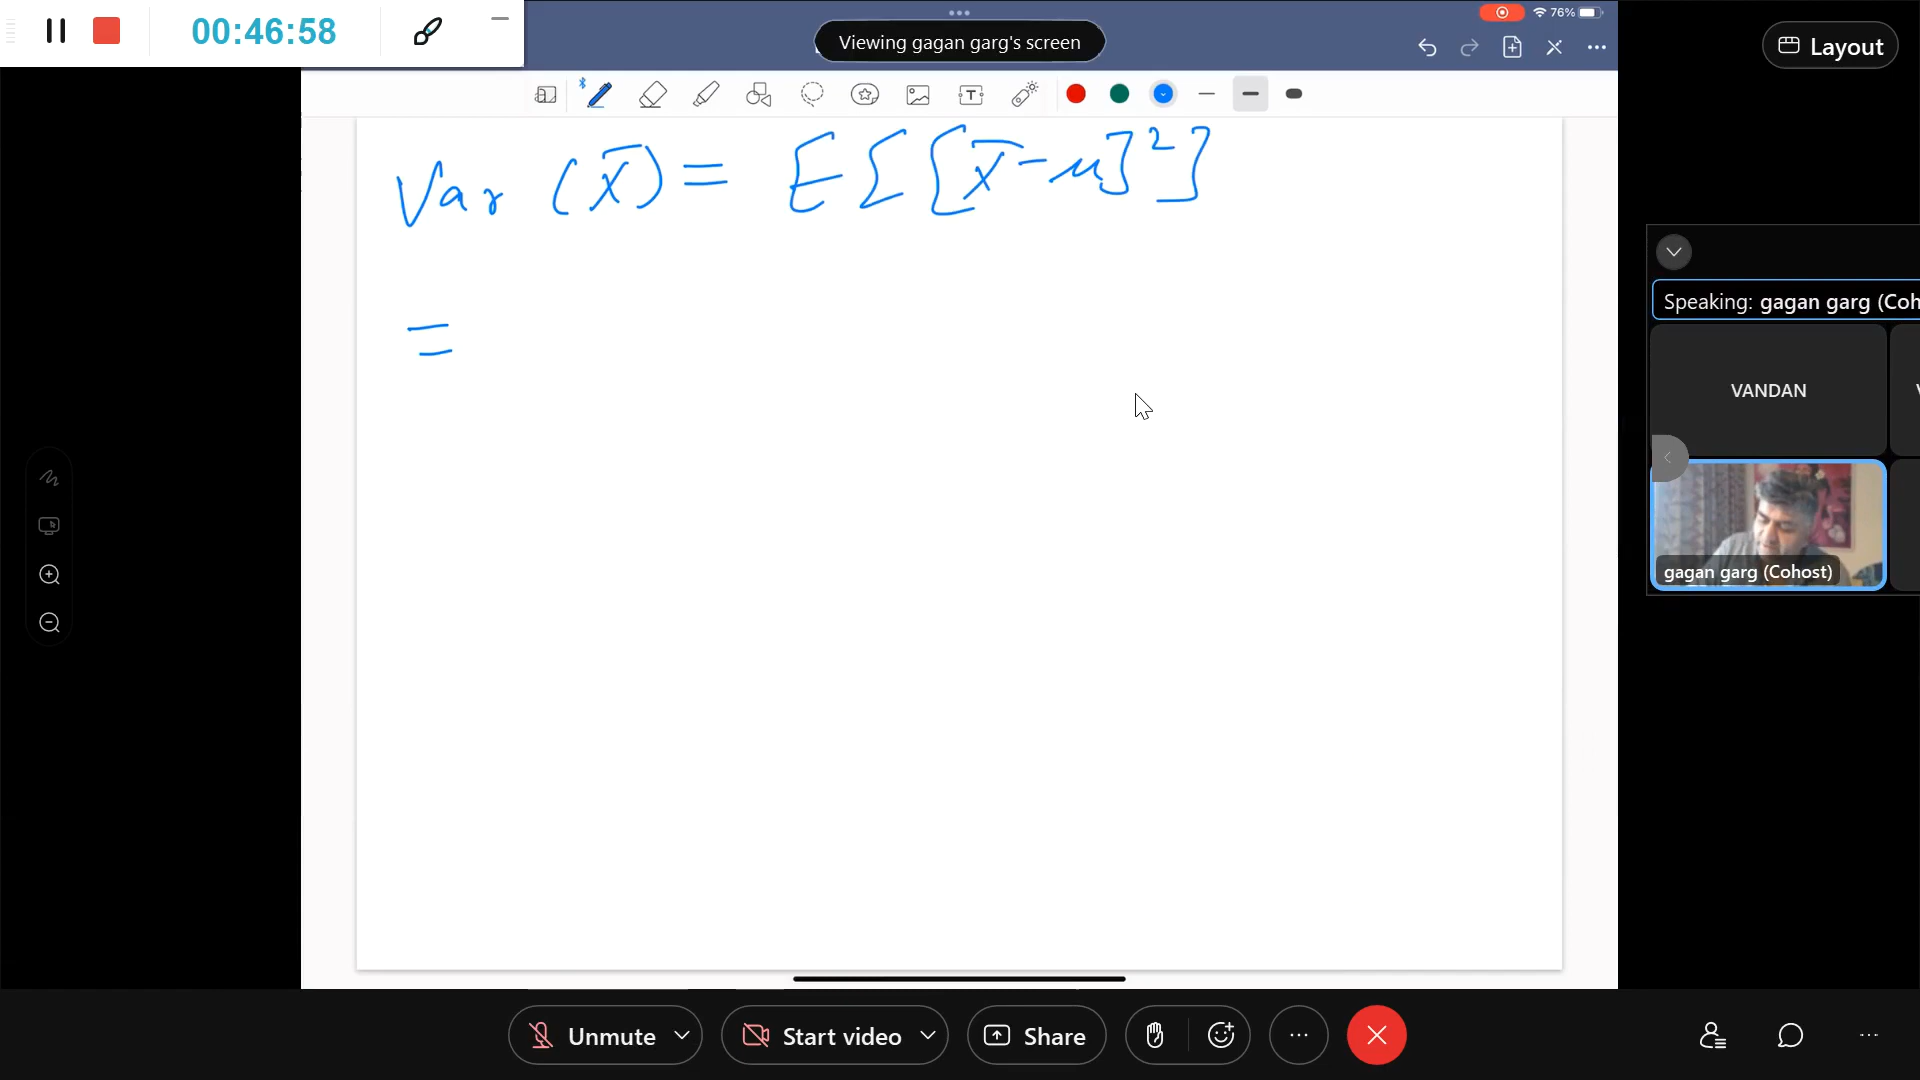 00:46:58
Viewing gagan garg's screen
76%
Layout
Var (x̄) = E[[x̄-μ]²]
=
Speaking: gagan garg (Coh
VANDAN
gagan garg (Cohost)
Unmute
Start video
Share